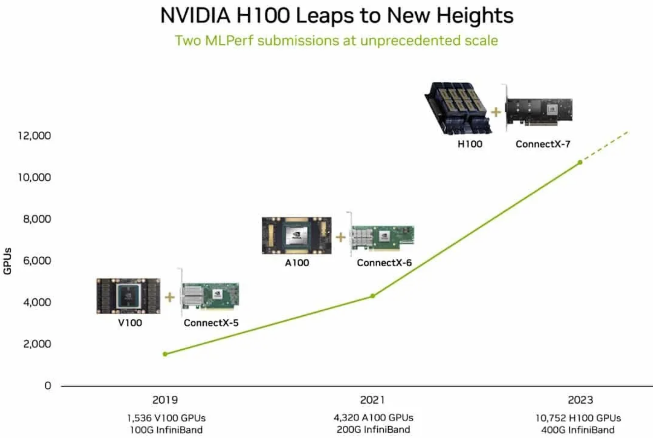 NVIDIA H100 Leaps to New Heights
Two MLPerf submissions at unprecedented scale
12,000
10,000
8,000
6,000
4,000
2,000
0
GPUs
H100
ConnectX-7
A100
ConnectX-6
V100
ConnectX-5
2019
2021
2023
1,536 V100 GPUs
100G InfiniBand
4,320 A100 GPUs
200G InfiniBand
10,752 H100 GPUs
400G InfiniBand